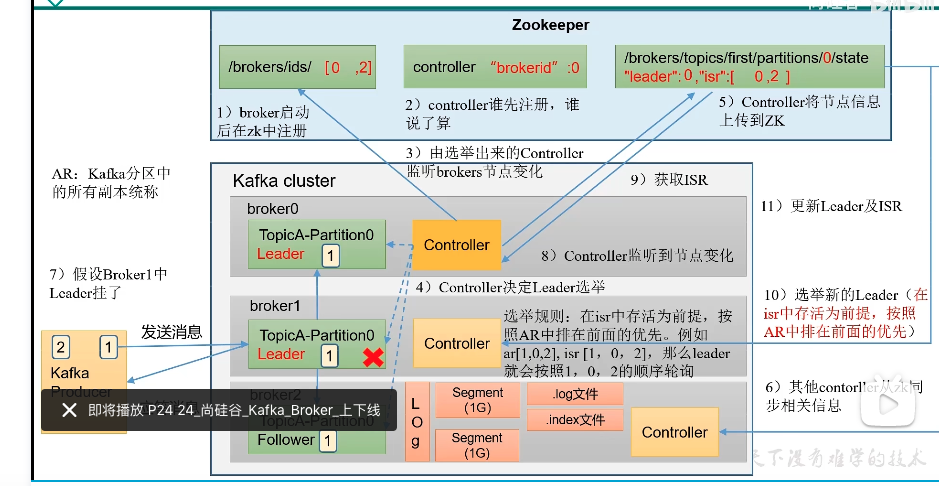 Zookeeper
/brokers/ids/ [0 ,2]
controller “brokerid”:0
/brokers/topics/first/partitions/0/state
"leader":0,"isr":[ 0,2 ]
1）broker启动
后在zk中注册
2）controller谁先注册，谁
说了算
5）Controller将节点信息
上传到ZK
3）由选举出来的Controller
监听brokers节点变化
AR：Kafka分区中
的所有副本统称
Kafka cluster
9）获取ISR
11）更新Leader及ISR
broker0
TopicA-Partition0
Leader 1
Controller
8）Controller监听到节点变化
7）假设Broker1中
Leader挂了
4）Controller决定Leader选举
10）选举新的Leader（在
isr中存活为前提，按照
AR中排在前面的优先）
broker1
TopicA-Partition0
Leader 1
Controller
选举规则：在isr中存活为前提，按
照AR中排在前面的优先。例如
ar[1,0,2], isr [1，0，2]，那么leader
就会按照1，0，2的顺序轮询
发送消息
2 1
Kafka
Producer
6）其他contorller从zk同
步相关信息
即将播放 P24 24_尚硅谷_Kafka_Broker_上下线
broker2
TopicA-Partition0
Follower 1
LOg
Segment
(1G)
Segment
(1G)
.log文件
.index文件
Controller
天下没有难学的技术